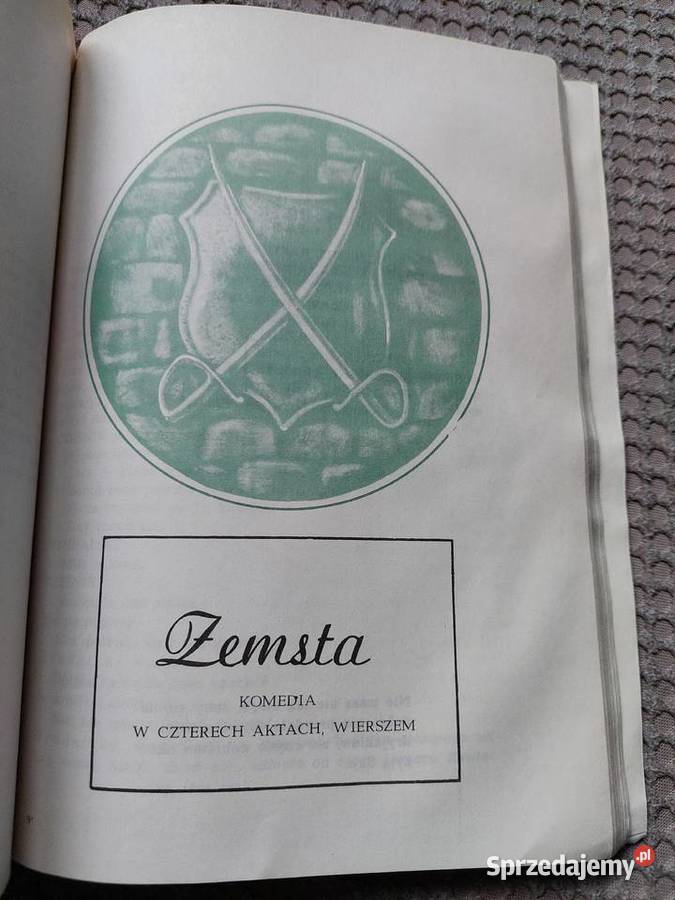 Zemsta
KOMEDIA
W CZTERECH AKTACH, WIERSZEM
Sprzedajemy.pl